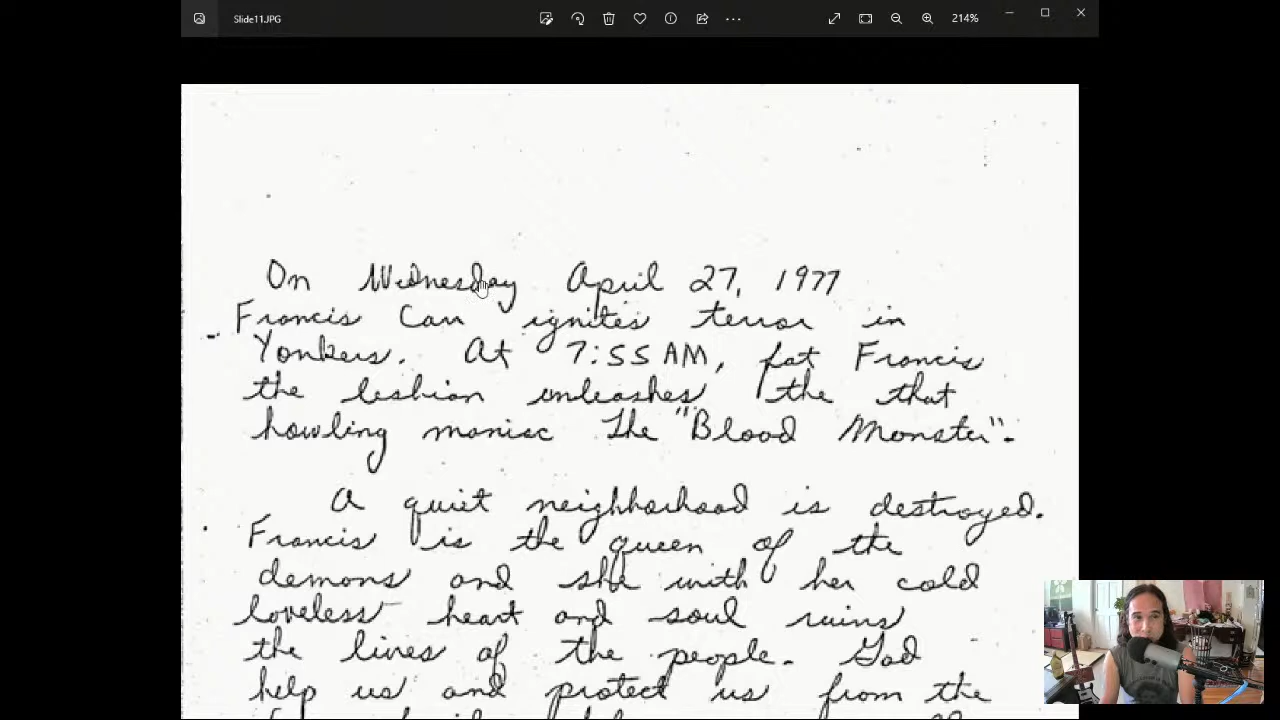 Slide11.JPG
214%
On Wednesday April 27, 1977
Francis Carr ignites terror in
Yonkers. At 7:55 AM, fat Francis
the lesbian unleashes the that
howling maniac the "Blood Monster".
A quiet neighborhood is destroyed.
Francis is the queen of the
demons and she with her cold
loveless heart and soul ruins
the lives of the people. God
help us and protect us from the